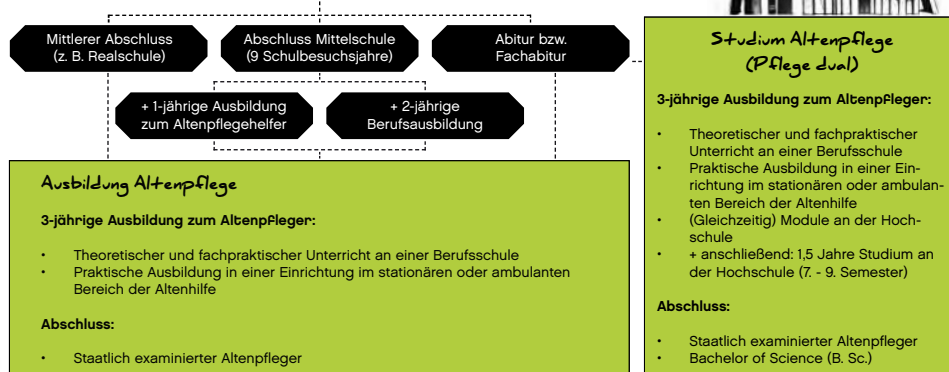 Mittlerer Abschluss
(z. B. Realschule)
Abschluss Mittelschule
(9 Schulbesuchsjahre)
Abitur bzw.
Fachabitur
+ 1-jährige Ausbildung
zum Altenpflegehelfer
+ 2-jährige
Berufsausbildung
Ausbildung Altenpflege
3-jährige Ausbildung zum Altenpfleger:
• Theoretischer und fachpraktischer Unterricht an einer Berufsschule
• Praktische Ausbildung in einer Einrichtung im stationären oder ambulanten
Bereich der Altenhilfe
Abschluss:
• Staatlich examinierter Altenpfleger
Studium Altenpflege
(Pflege dual)
3-jährige Ausbildung zum Altenpfleger:
• Theoretischer und fachpraktischer
Unterricht an einer Berufsschule
• Praktische Ausbildung in einer Ein-
richtung im stationären oder ambulan-
ten Bereich der Altenhilfe
• (Gleichzeitig) Module an der Hoch-
schule
• + anschließend: 1,5 Jahre Studium an
der Hochschule (7. - 9. Semester)
Abschluss:
• Staatlich examinierter Altenpfleger
• Bachelor of Science (B. Sc.)